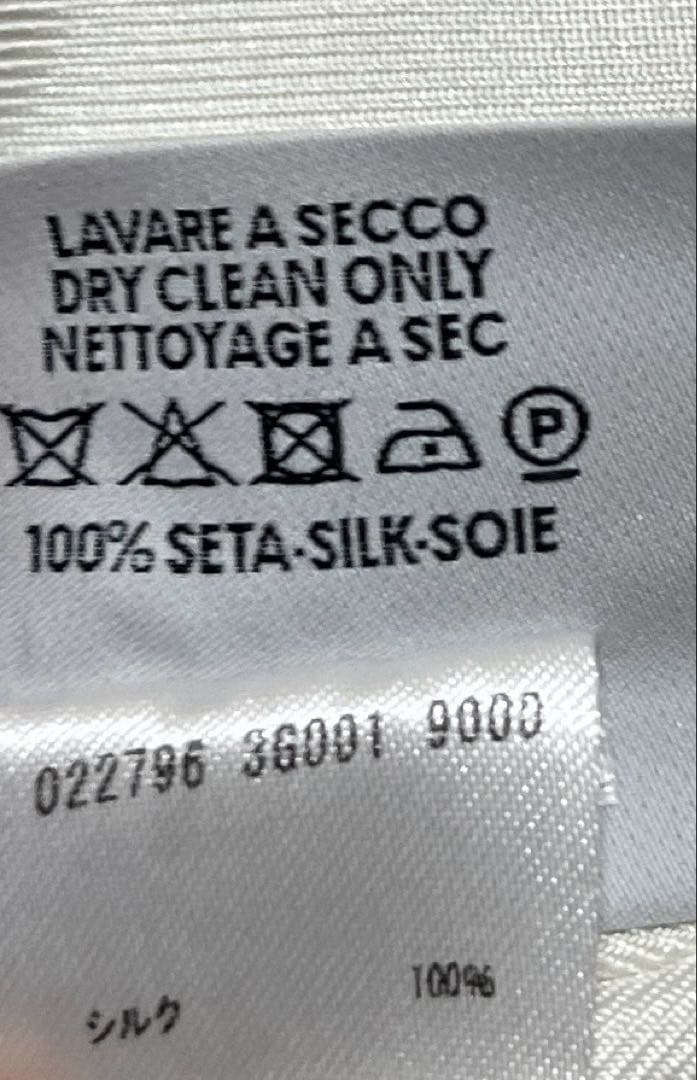 LAVARE A SECCO
DRY CLEAN ONLY
NETTOYAGE A SEC
P
100% SETA-SILK-SOIE
022796 3G001 9000
シルク 100%